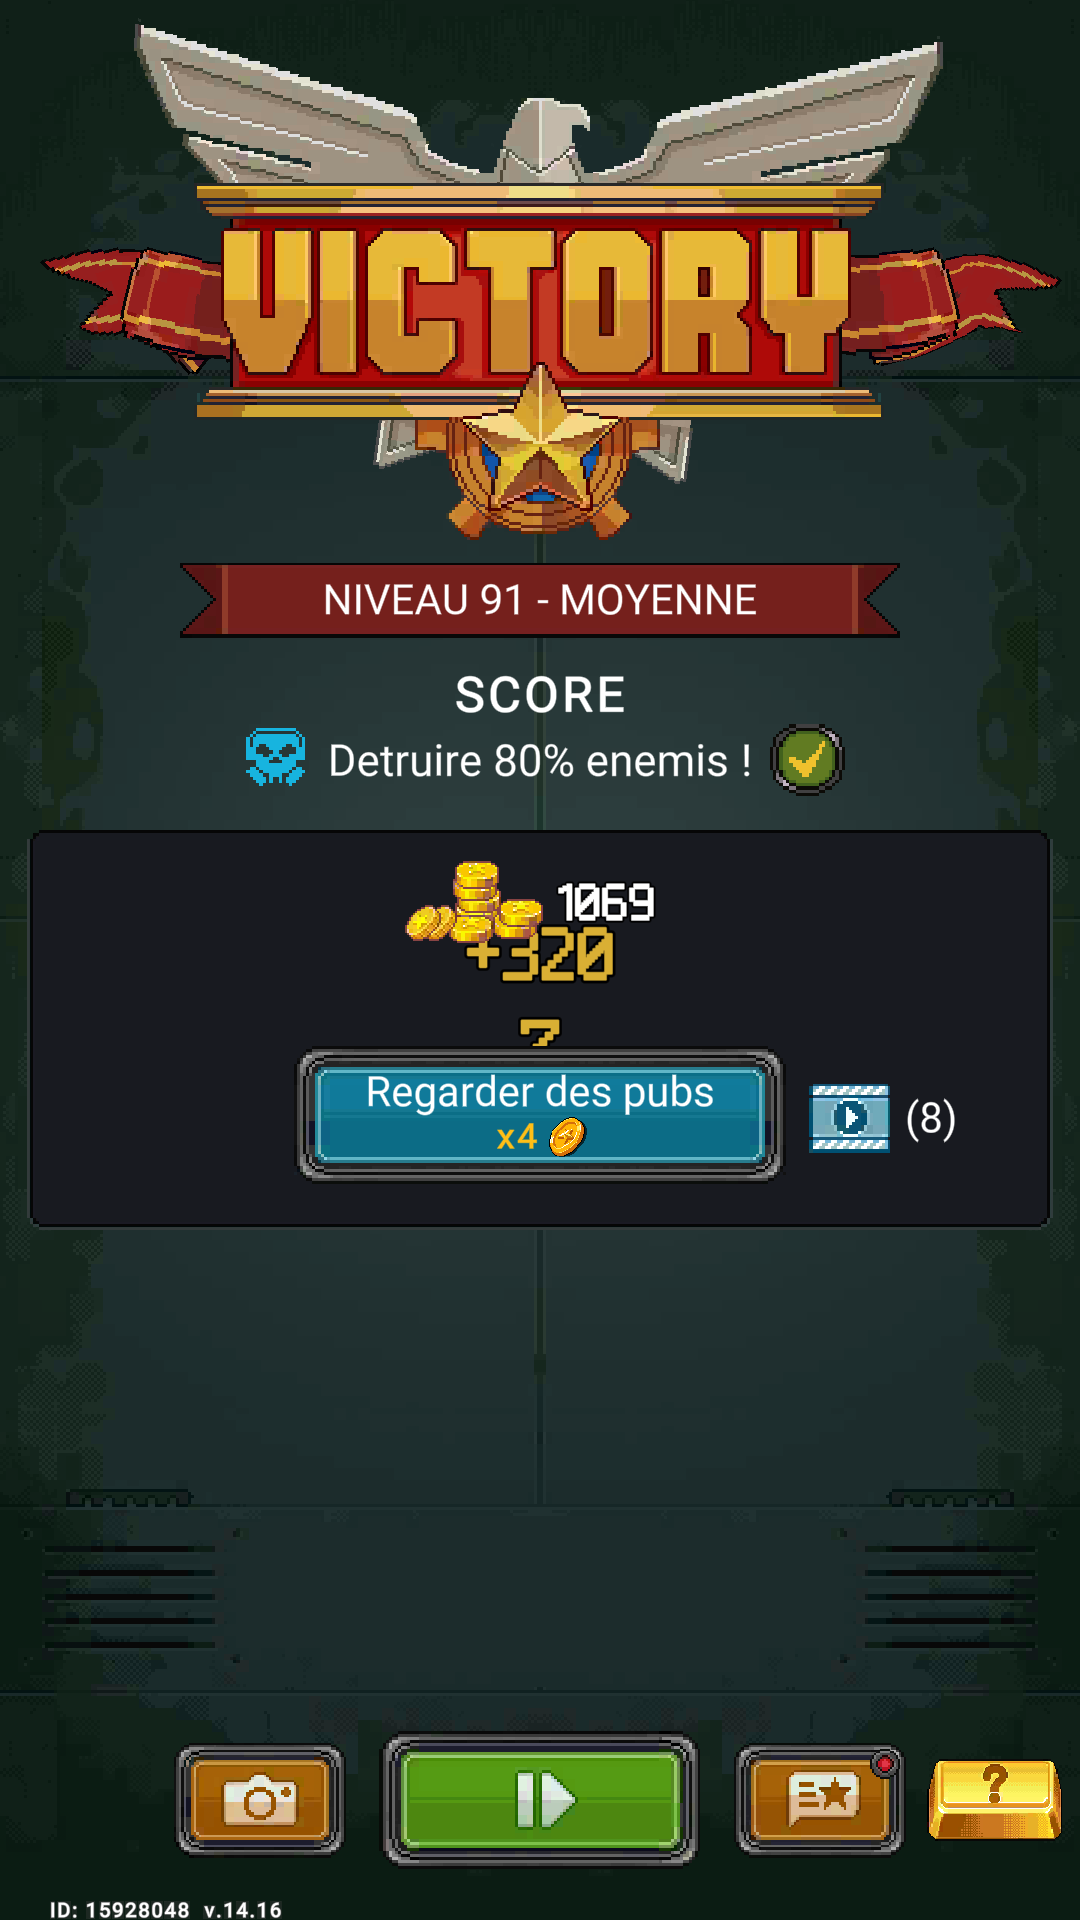 VICTORY
NIVEAU 91 - MOYENNE
SCORE
Detruire 80% enemis !
1069
+320
Regarder des pubs
x4
(8)
?
ID: 15928048 v.14.16